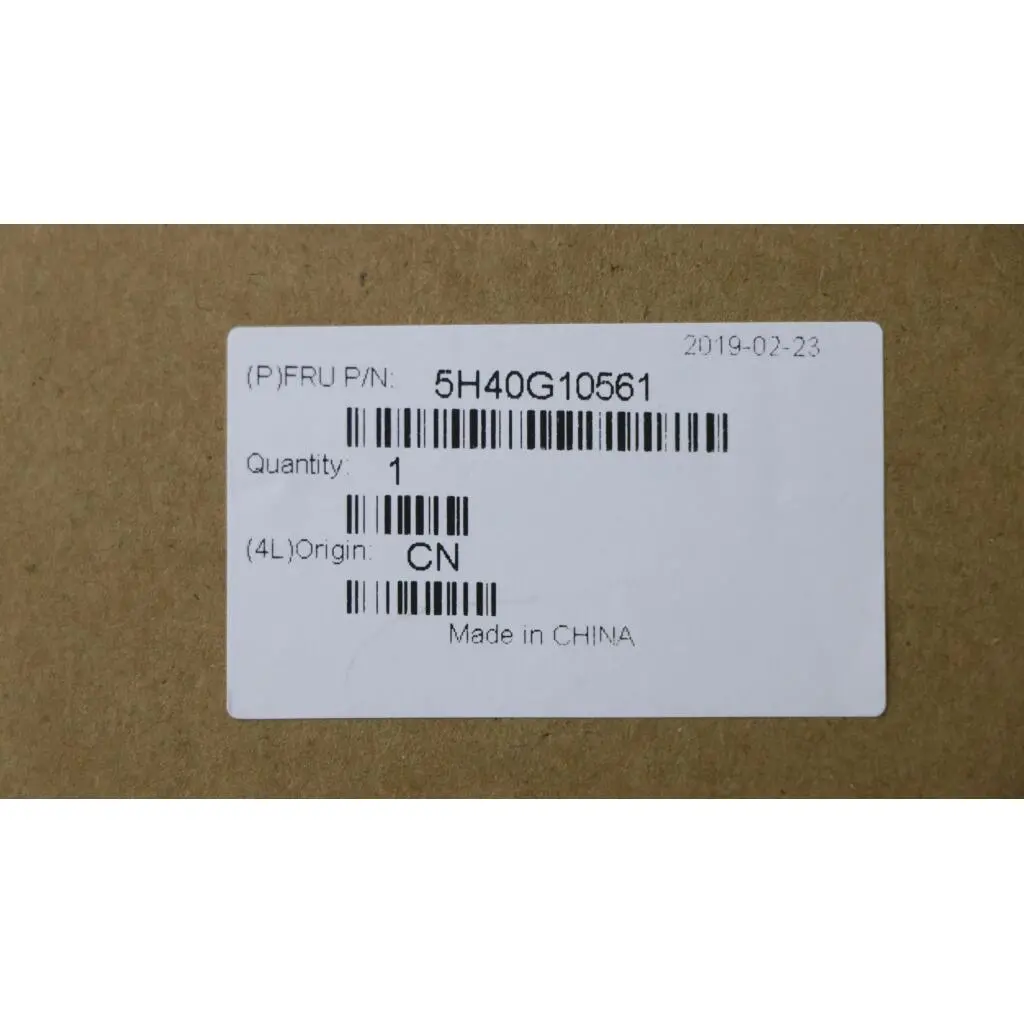 2019-02-23
(P)FRU P/N: 5H40G10561
Quantity: 1
(4L)Origin: CN
Made in CHINA